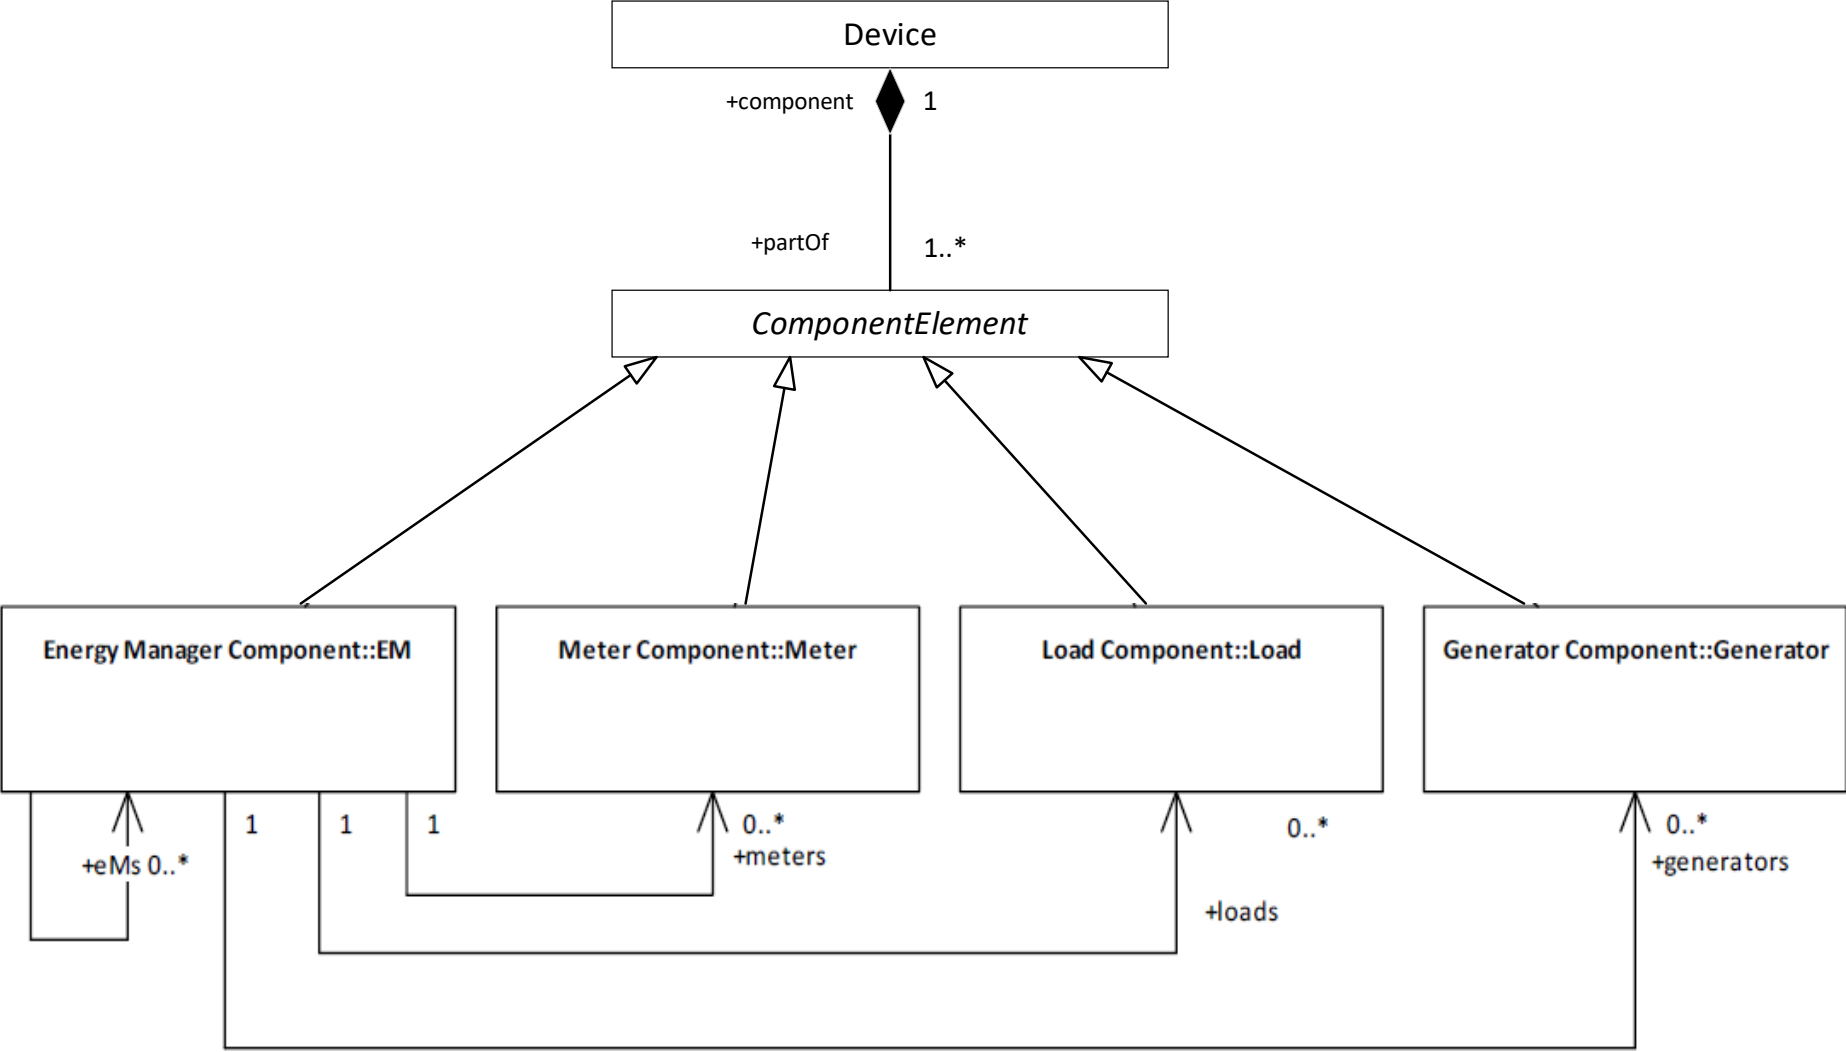 Device
+component
1
+partOf
1..*
ComponentElement
Energy Manager Component::EM
Meter Component::Meter
Load Component::Load
Generator Component::Generator
+eMs 0..*
1
1
1
0..*
+meters
0..*
+loads
0..*
+generators